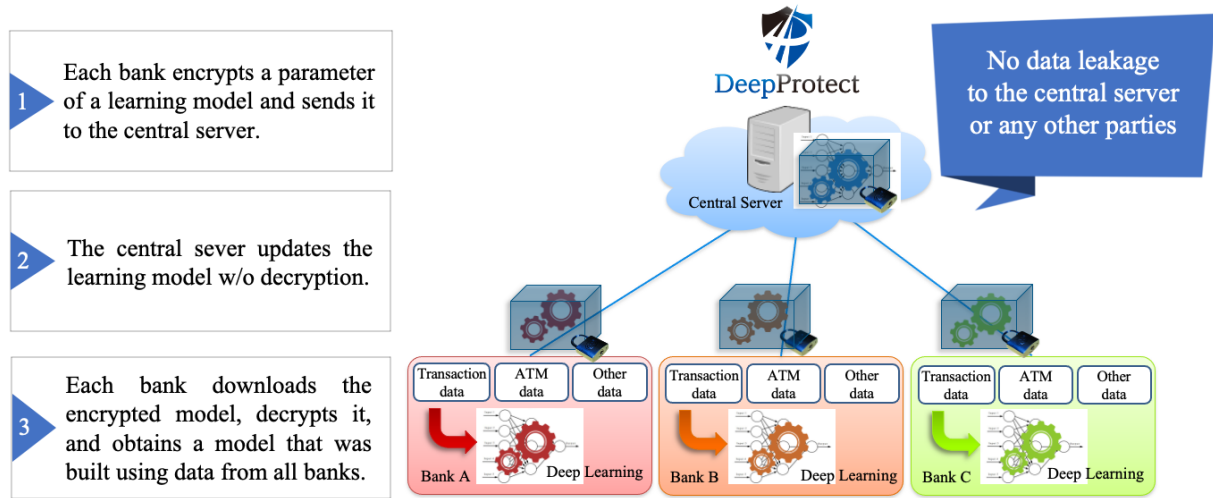 DeepProtect
No data leakage
to the central server
or any other parties
1
Each bank encrypts a parameter
of a learning model and sends it
to the central server.
2
The central sever updates the
learning model w/o decryption.
3
Each bank downloads the
encrypted model, decrypts it,
and obtains a model that was
built using data from all banks.
Central Server
Transaction
data
ATM
data
Other
data
Bank A
Deep Learning
Transaction
data
ATM
data
Other
data
Bank B
Deep Learning
Transaction
data
ATM
data
Other
data
Bank C
Deep Learning